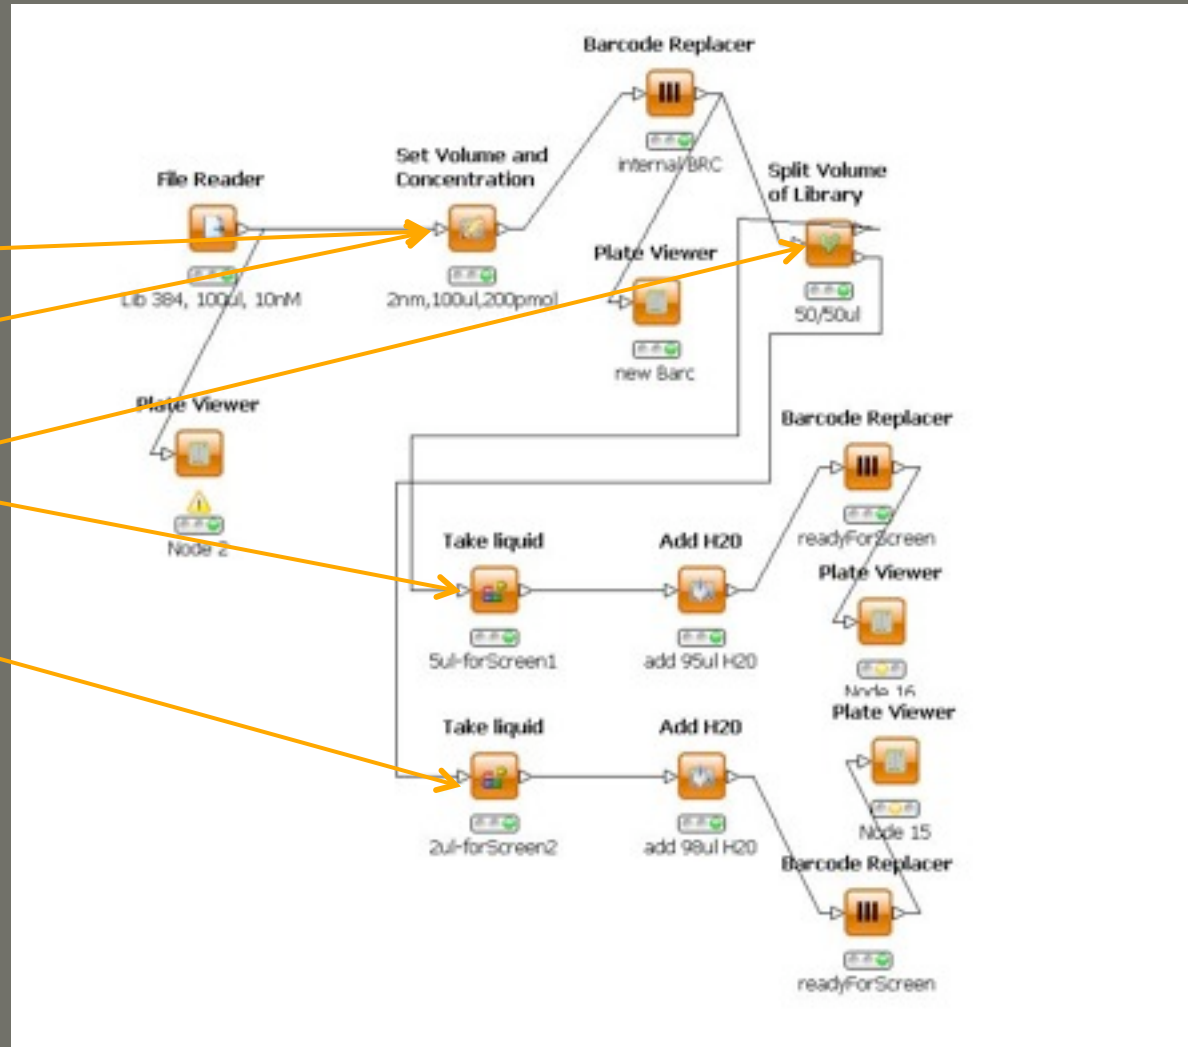 Barcode Replacer
internal/BRC
Set Volume and
Concentration
2nm,100ul,200pmol
File Reader
Lib 384, 100ul, 10nM
Split Volume
of Library
50/50ul
Plate Viewer
new Barc
Plate Viewer
Node 2
Barcode Replacer
readyForScreen
Take liquid
5ul-forScreen1
Add H20
add 95ul H20
Plate Viewer
Node 16
Plate Viewer
Node 15
Take liquid
2ul-forScreen2
Add H20
add 98ul H20
Barcode Replacer
readyForScreen